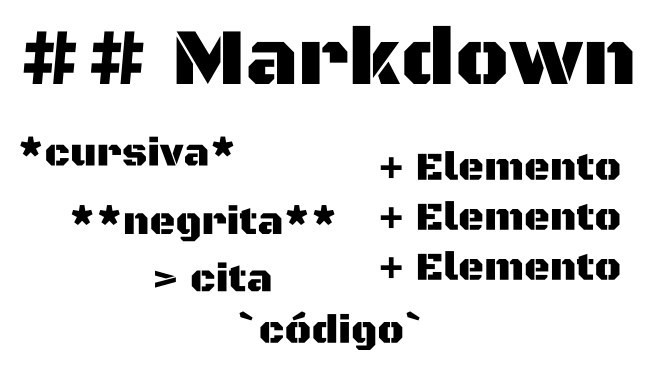 ## Markdown
*cursiva*
**negrita**
> cita
`código`
+ Elemento
+ Elemento
+ Elemento